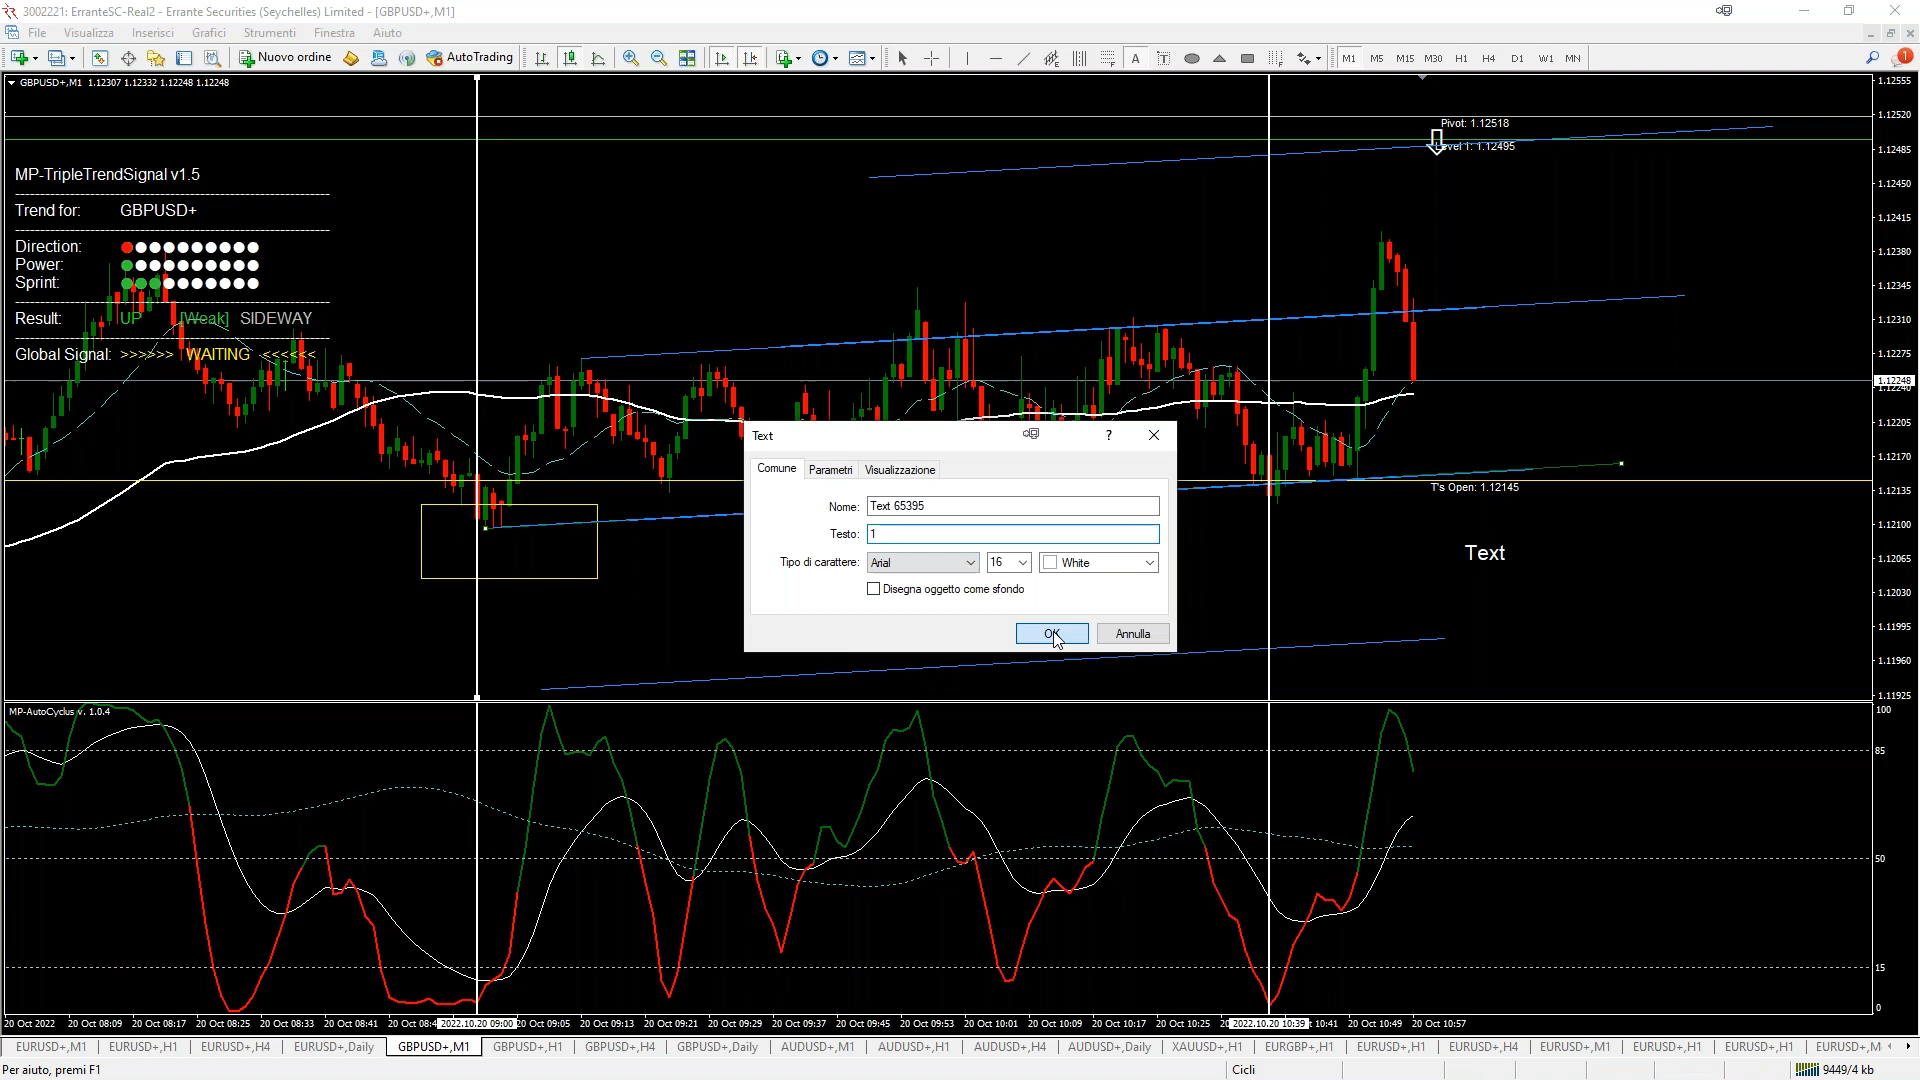 3002221: ErranteSC-Real2 - Errante Securities (Seychelles) Limited - [GBPUSD+,M1]
File Visualizza Inserisci Grafici Strumenti Finestra Aiuto
Nuovo ordine AutoTrading A T M1 M5 M15 M30 H1 H4 D1 W1 MN 1
GBPUSD+,M1 1.12307 1.12332 1.12248 1.12248
1.12555
1.12520
1.12485
1.12450
1.12415
1.12380
1.12345
1.12310
1.12275
1.12248
1.12240
1.12205
1.12170
1.12135
1.12100
1.12065
1.12030
1.11995
1.11960
1.11925
Pivot: 1.12518
Level 1: 1.12495
MP-TripleTrendSignal v1.5
Trend for: GBPUSD+
Direction:
Power:
Sprint:
Result: UP [Weak] SIDEWAY
Global Signal: >>>>>> WAITING <<<<<<
T's Open: 1.12145
Text
Text ?
Comune Parametri Visualizzazione
Nome: Text 65395
Testo: 1
Tipo di carattere: Arial 16 White
Disegna oggetto come sfondo
OK Annulla
MP-AutoCyclus v. 1.0.4
100
85
50
15
0
20 Oct 2022 20 Oct 08:09 20 Oct 08:17 20 Oct 08:25 20 Oct 08:33 20 Oct 08:41 20 Oct 08:4 2022.10.20 09:00 20 Oct 09:05 20 Oct 09:13 20 Oct 09:21 20 Oct 09:29 20 Oct 09:37 20 Oct 09:45 20 Oct 09:53 20 Oct 10:01 20 Oct 10:09 20 Oct 10:17 20 Oct 10:25 20 2022.10.20 10:39 t 10:41 20 Oct 10:49 20 Oct 10:57
EURUSD+,M1 EURUSD+,H1 EURUSD+,H4 EURUSD+,Daily GBPUSD+,M1 GBPUSD+,H1 GBPUSD+,H4 GBPUSD+,Daily AUDUSD+,M1 AUDUSD+,H1 AUDUSD+,H4 AUDUSD+,Daily XAUUSD+,H1 EURGBP+,H1 EURUSD+,H1 EURUSD+,H4 EURUSD+,M1 EURUSD+,H1 EURUSD+,H1 EURUSD+,M
Per aiuto, premi F1 Cicli 9449/4 kb